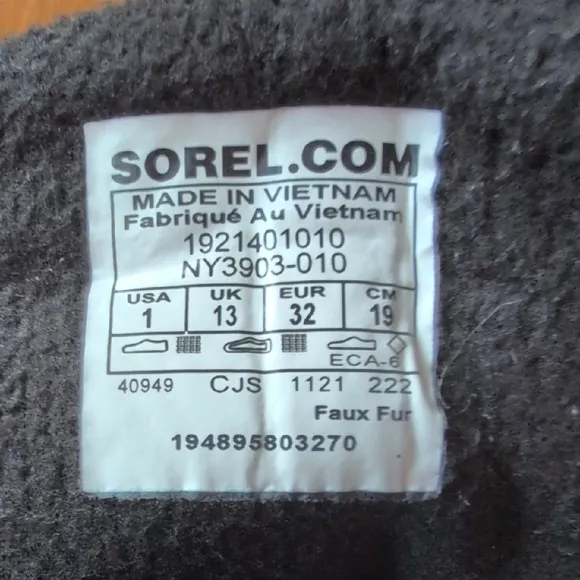 SOREL.COM
MADE IN VIETNAM
Fabriqué Au Vietnam
1921401010
NY3903-010
USA UK EUR CM
1 13 32 19
ECA-6
40949 CJS 1121 222
Faux Fur
194895803270